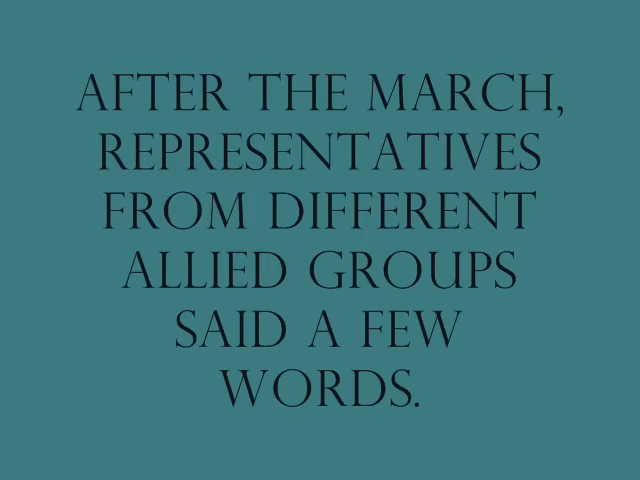 AFTER THE MARCH,
REPRESENTATIVES
FROM DIFFERENT
ALLIED GROUPS
SAID A FEW
WORDS.